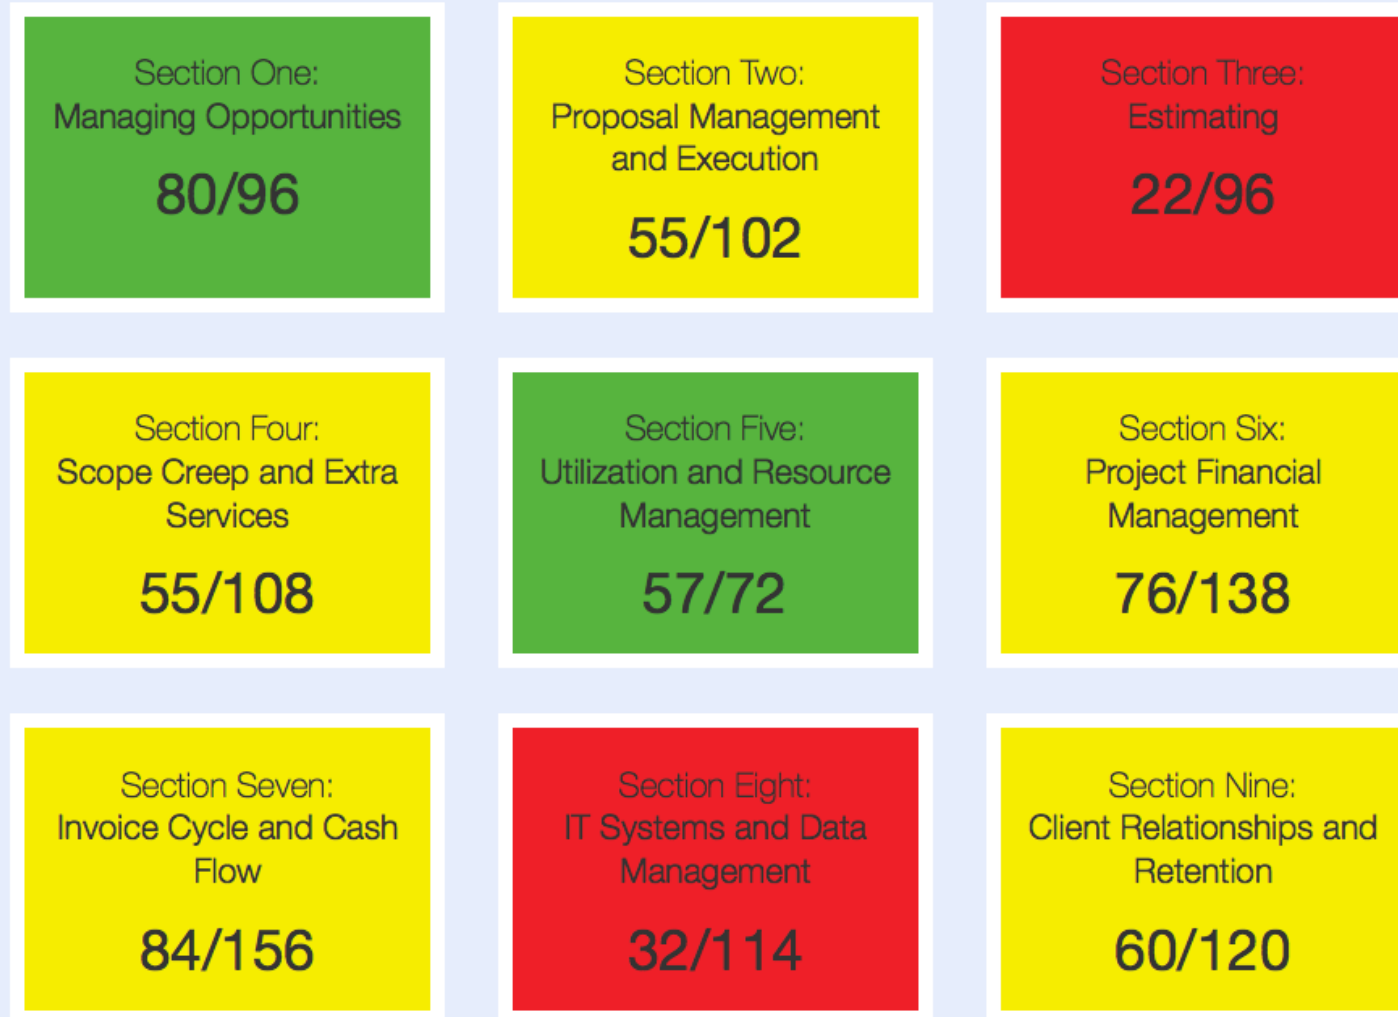 Section One:
Managing Opportunities
80/96
Section Two:
Proposal Management
and Execution
55/102
Section Three:
Estimating
22/96
Section Four:
Scope Creep and Extra
Services
55/108
Section Five:
Utilization and Resource
Management
57/72
Section Six:
Project Financial
Management
76/138
Section Seven:
Invoice Cycle and Cash
Flow
84/156
Section Eight:
IT Systems and Data
Management
32/114
Section Nine:
Client Relationships and
Retention
60/120